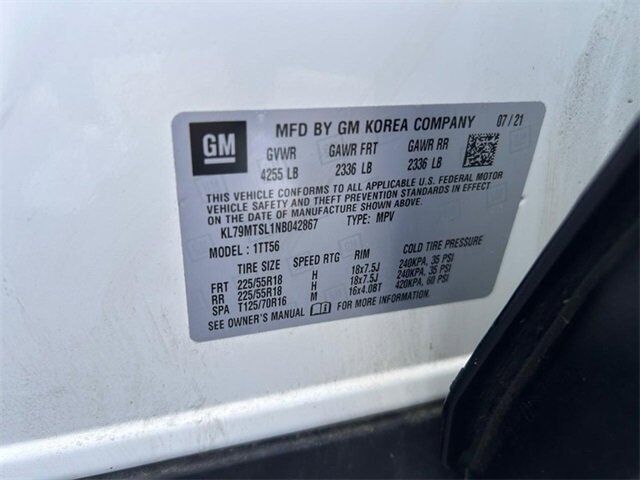 GM
MFD BY GM KOREA COMPANY 07 / 21
GVWR GAWR FRT GAWR RR
4255 LB 2336 LB 2336 LB
THIS VEHICLE CONFORMS TO ALL APPLICABLE U.S. FEDERAL MOTOR
VEHICLE SAFETY AND THEFT PREVENTION STANDARDS IN EFFECT
ON THE DATE OF MANUFACTURE SHOWN ABOVE.
KL79MTSL1NB042867 TYPE: MPV
MODEL : 1TT56
TIRE SIZE SPEED RTG RIM COLD TIRE PRESSURE
FRT 225/55R18 H 18x7.5J 240KPA, 35 PSI
RR 225/55R18 H 18x7.5J 240KPA, 35 PSI
SPA T125/70R16 M 16x4.0BT 420KPA, 60 PSI
SEE OWNER'S MANUAL FOR MORE INFORMATION.